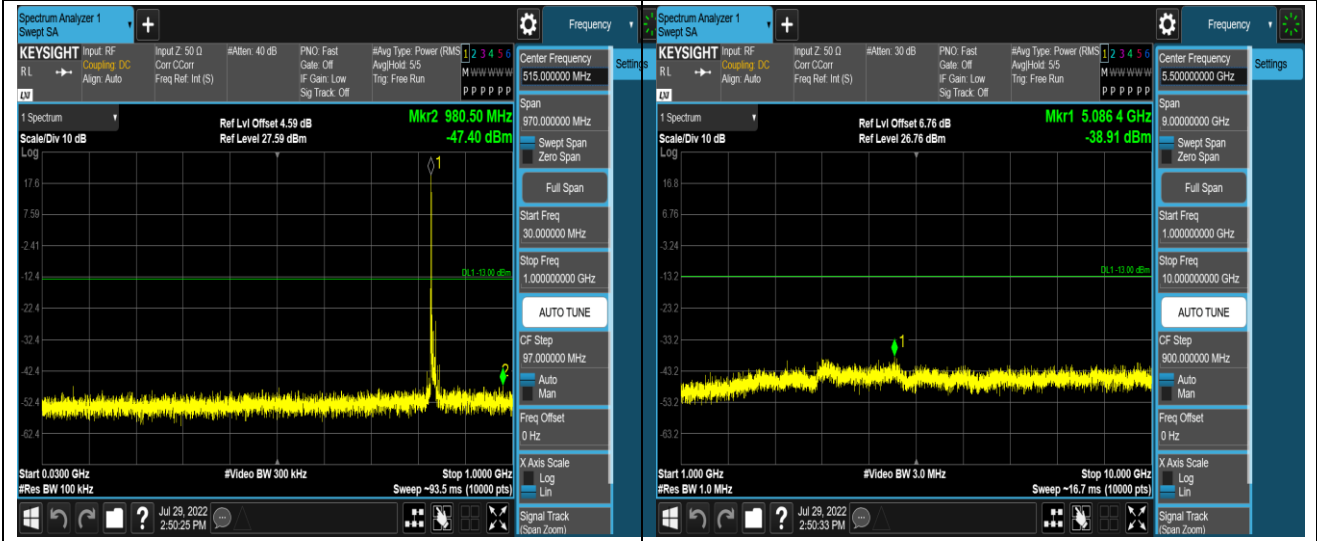 Spectrum Analyzer 1
Swept SA
Frequency
KEYSIGHT
RL
LXI
Input: RF
Coupling: DC
Align: Auto
Input Z: 50 Ω
Corr CCorr
Freq Ref: Int (S)
#Atten: 40 dB
PNO: Fast
Gate: Off
IF Gain: Low
Sig Track: Off
#Avg Type: Power (RMS
Avg|Hold: 5/5
Trig: Free Run
1 2 3 4 5 6
M W W W W W
P P P P P P
1 Spectrum
Scale/Div 10 dB
Log
Ref Lvl Offset 4.59 dB
Ref Level 27.59 dBm
Mkr2 980.50 MHz
-47.40 dBm
1
17.6
7.59
-2.41
-12.4
DL1 -13.00 dBm
-22.4
-32.4
-42.4
2
-52.4
-62.4
Start 0.0300 GHz
#Res BW 100 kHz
#Video BW 300 kHz
Stop 1.0000 GHz
Sweep ~93.5 ms (10000 pts)
Jul 29, 2022
2:50:25 PM
Center Frequency
515.000000 MHz
Settings
Span
970.000000 MHz
Swept Span
Zero Span
Full Span
Start Freq
30.000000 MHz
Stop Freq
1.000000000 GHz
AUTO TUNE
CF Step
97.000000 MHz
Auto
Man
Freq Offset
0 Hz
X Axis Scale
Log
Lin
Signal Track
(Span Zoom)
Spectrum Analyzer 1
Swept SA
Frequency
KEYSIGHT
RL
LXI
Input: RF
Coupling: DC
Align: Auto
Input Z: 50 Ω
Corr CCorr
Freq Ref: Int (S)
#Atten: 30 dB
PNO: Fast
Gate: Off
IF Gain: Low
Sig Track: Off
#Avg Type: Power (RMS
Avg|Hold: 5/5
Trig: Free Run
1 2 3 4 5 6
M W W W W W
P P P P P P
1 Spectrum
Scale/Div 10 dB
Log
Ref Lvl Offset 6.76 dB
Ref Level 26.76 dBm
Mkr1 5.086 4 GHz
-38.91 dBm
16.8
6.76
-3.24
-13.2
DL1 -13.00 dBm
-23.2
-33.2
1
-43.2
-53.2
-63.2
Start 1.000 GHz
#Res BW 1.0 MHz
#Video BW 3.0 MHz
Stop 10.000 GHz
Sweep ~16.7 ms (10000 pts)
Jul 29, 2022
2:50:33 PM
Center Frequency
5.500000000 GHz
Settings
Span
9.00000000 GHz
Swept Span
Zero Span
Full Span
Start Freq
1.000000000 GHz
Stop Freq
10.000000000 GHz
AUTO TUNE
CF Step
900.000000 MHz
Auto
Man
Freq Offset
0 Hz
X Axis Scale
Log
Lin
Signal Track
(Span Zoom)